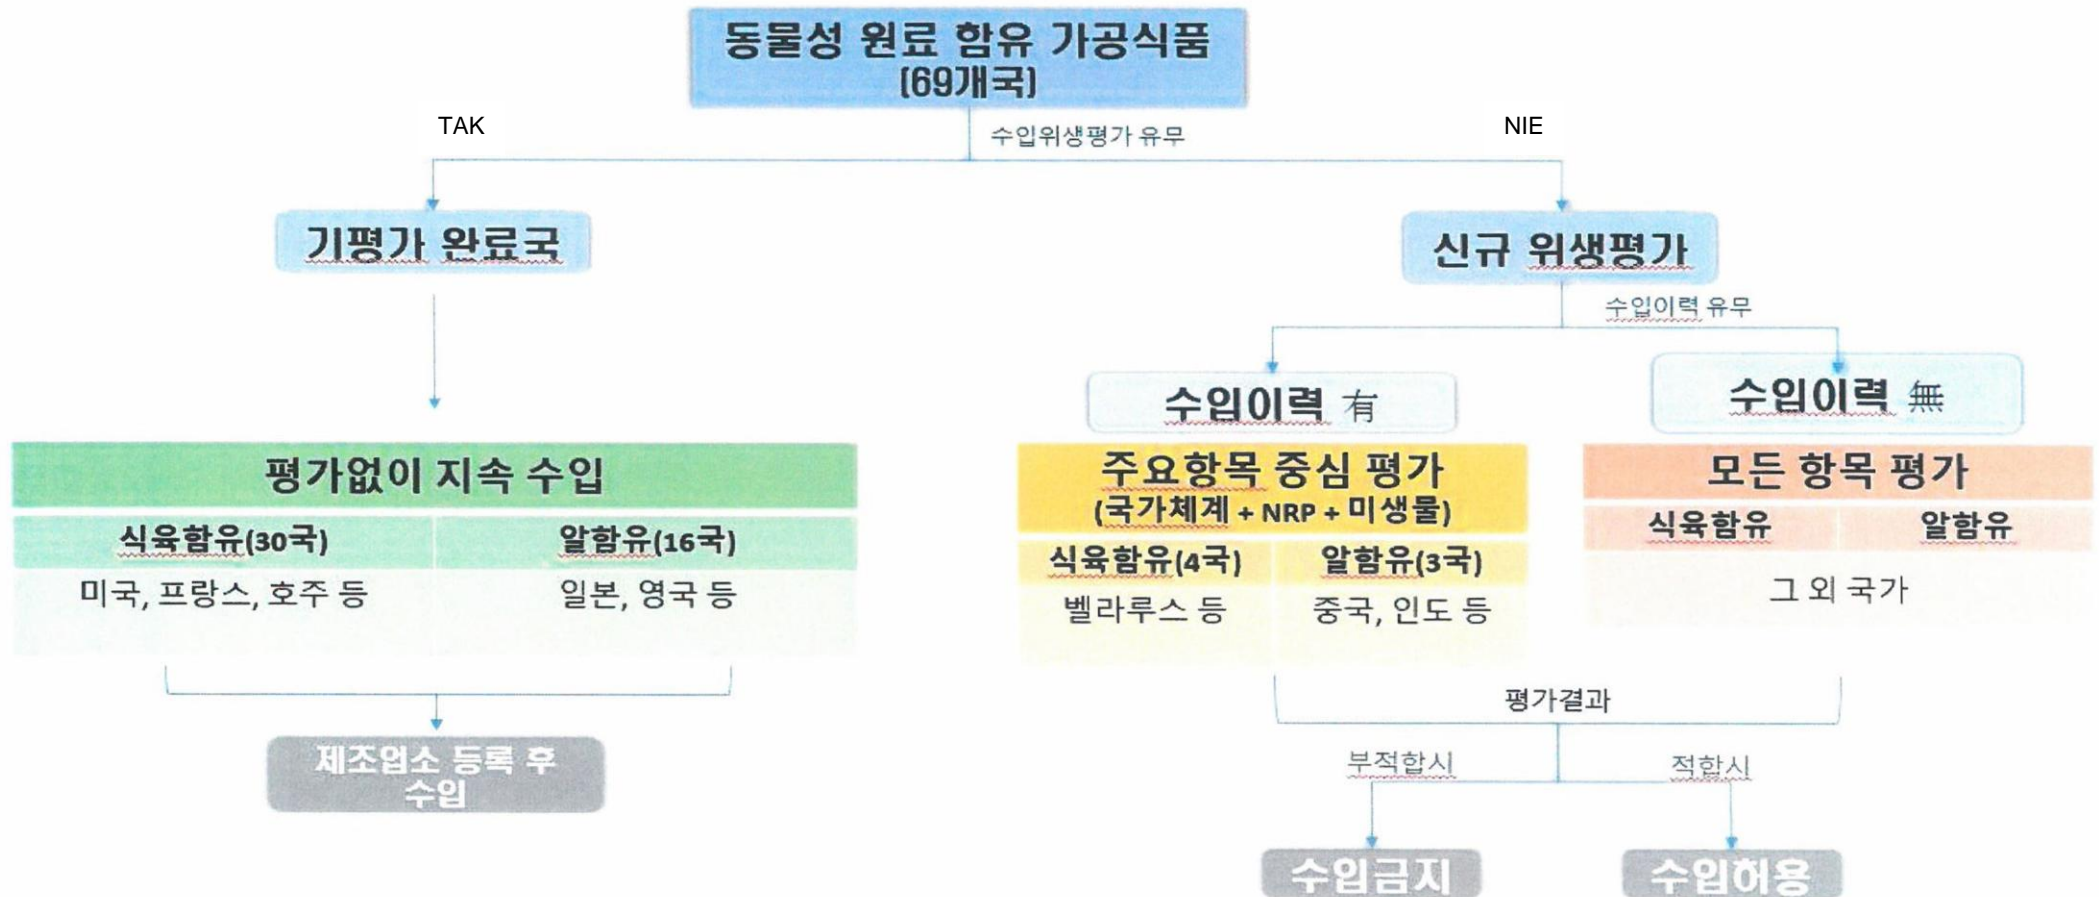 동물성 원료 함유 가공식품
(69개국)
TAK
수입위생평가 유무
NIE
기평가 완료국
신규 위생평가
수입이력 유무
수입이력 有
수입이력 無
평가없이 지속 수입
식육함유(30국)
알함유(16국)
미국, 프랑스, 호주 등
일본, 영국 등
주요항목 중심 평가
(국가체계 + NRP + 미생물)
식육함유(4국)
알함유(3국)
벨라루스 등
중국, 인도 등
모든 항목 평가
식육함유
알함유
그 외 국가
제조업소 등록 후
수입
평가결과
부적합시
적합시
수입금지
수입허용